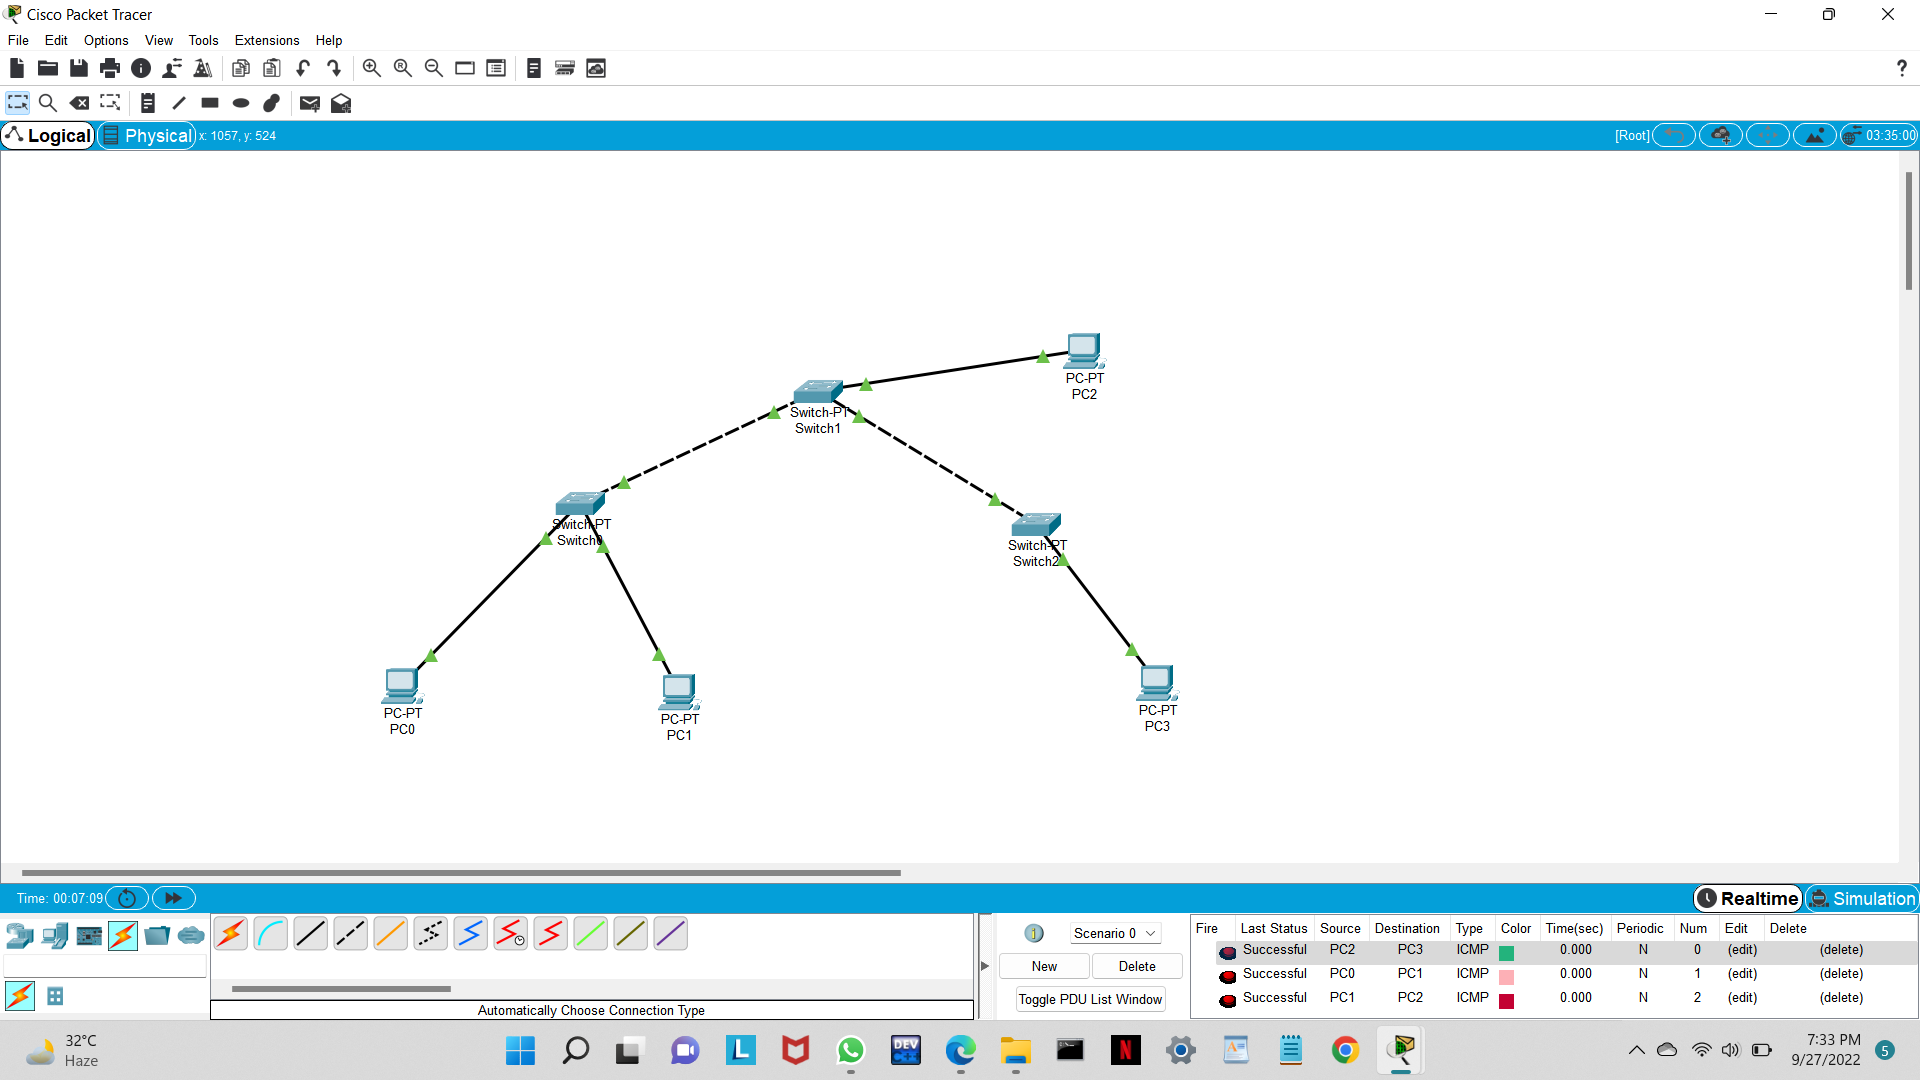 Cisco Packet Tracer
File Edit Options View Tools Extensions Help
Logical Physical x: 1057, y: 524 [Root] 03:35:00
PC-PT
PC2
Switch-PT
Switch1
Switch-PT
Switch0
Switch-PT
Switch2
PC-PT
PC0
PC-PT
PC1
PC-PT
PC3
Time: 00:07:09 Realtime Simulation
Scenario 0
New Delete
Toggle PDU List Window
Automatically Choose Connection Type
Fire Last Status Source Destination Type Color Time(sec) Periodic Num Edit Delete
Successful PC2 PC3 ICMP 0.000 N 0 (edit) (delete)
Successful PC0 PC1 ICMP 0.000 N 1 (edit) (delete)
Successful PC1 PC2 ICMP 0.000 N 2 (edit) (delete)
32°C
Haze
L
DEV
C++
N
7:33 PM
9/27/2022
5